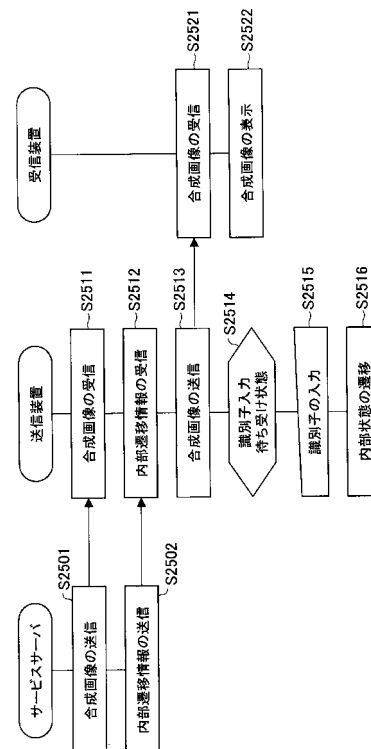 サービスサーバ
合成画像の送信
S2501
内部遷移情報の送信
S2502
送信装置
合成画像の受信
S2511
内部遷移情報の受信
S2512
合成画像の送信
S2513
識別子入力
待ち受け状態
S2514
識別子の入力
S2515
内部状態の遷移
S2516
受信装置
合成画像の受信
S2521
合成画像の表示
S2522